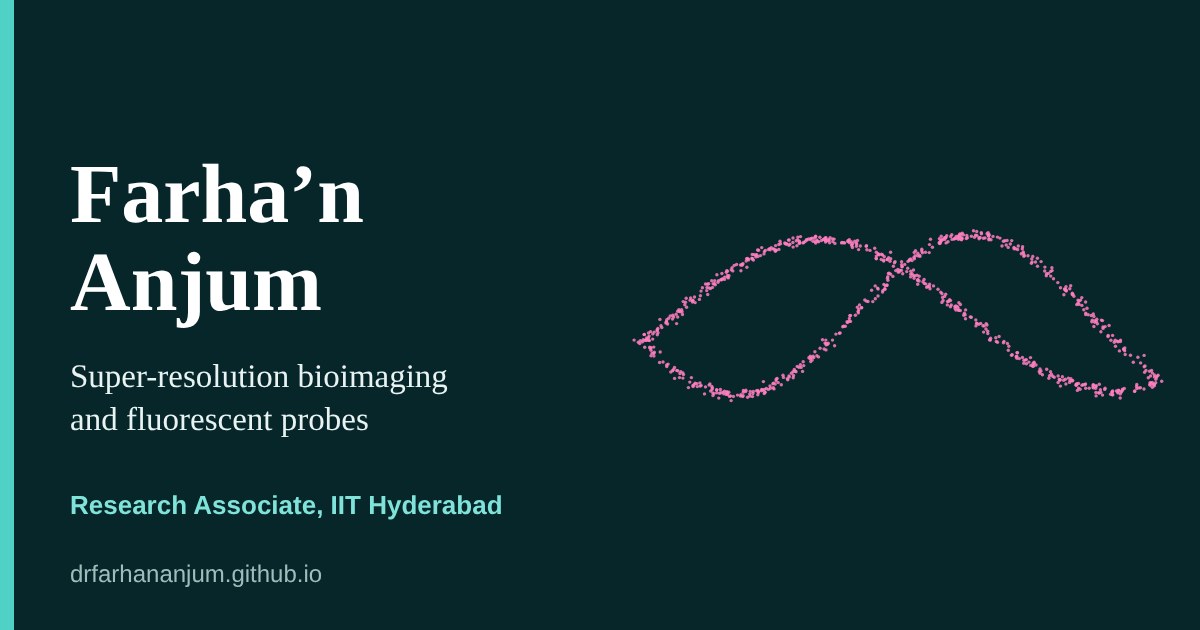 Farha’n
Anjum
Super-resolution bioimaging
and fluorescent probes
Research Associate, IIT Hyderabad
drfarhananjum.github.io